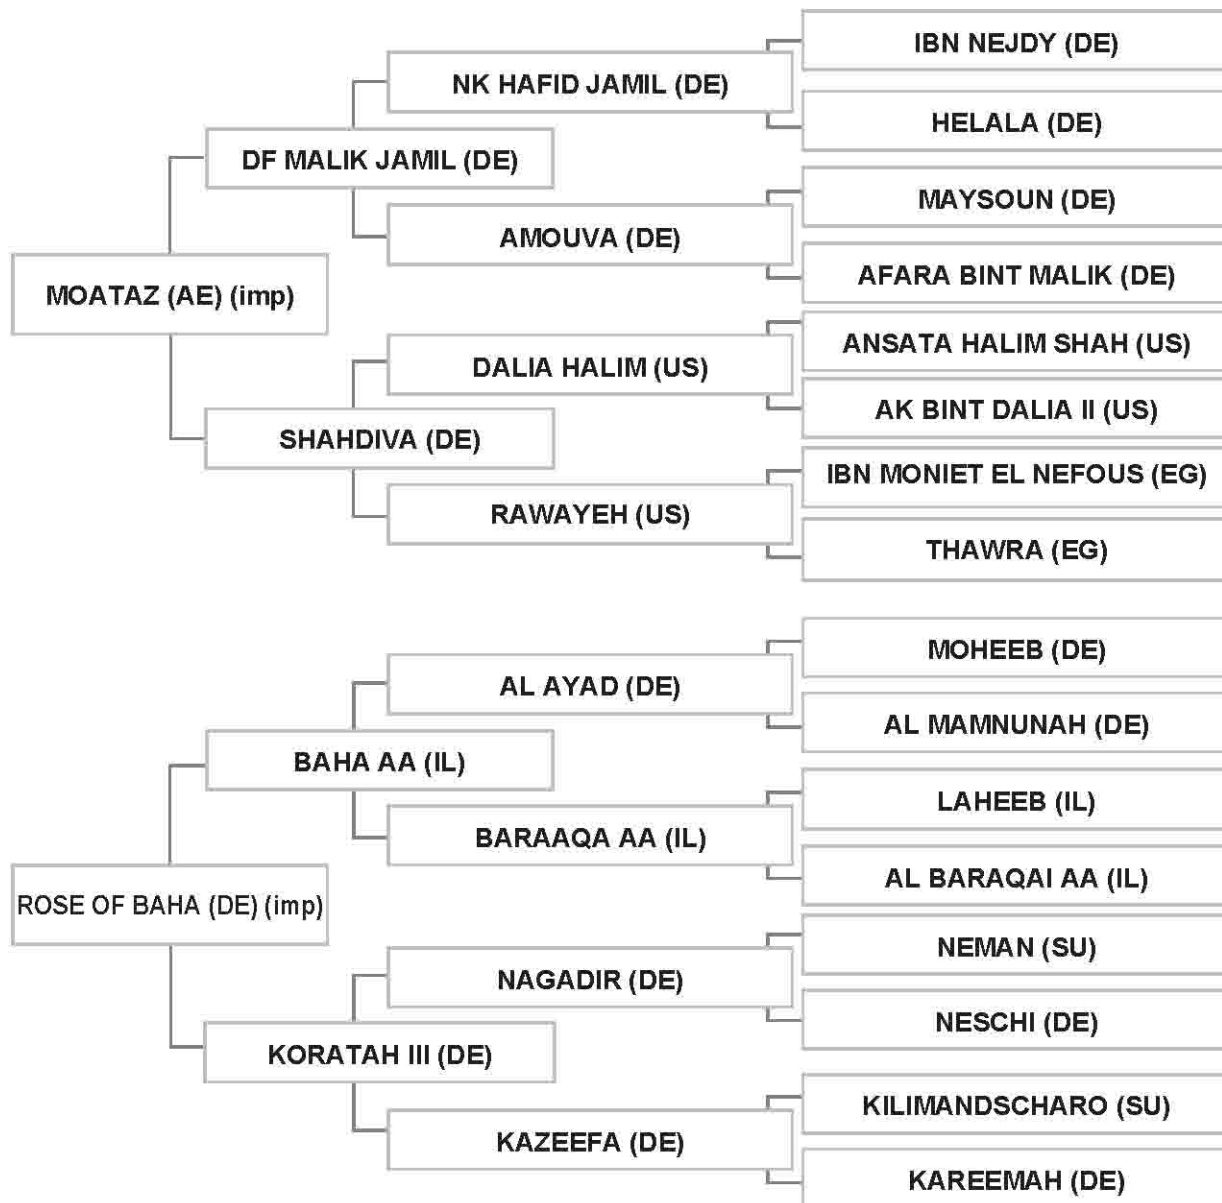 IBN NEJDY (DE)
NK HAFID JAMIL (DE)
HELALA (DE)
DF MALIK JAMIL (DE)
MAYSOUN (DE)
AMOUVA (DE)
AFARA BINT MALIK (DE)
MOATAZ (AE) (imp)
ANSATA HALIM SHAH (US)
DALIA HALIM (US)
AK BINT DALIA II (US)
SHAHDIVA (DE)
IBN MONIET EL NEFOUS (EG)
RAWAYEH (US)
THAWRA (EG)
MOHEEB (DE)
AL AYAD (DE)
AL MAMNUNAH (DE)
BAHA AA (IL)
LAHEEB (IL)
BARAAQA AA (IL)
AL BARAQAI AA (IL)
ROSE OF BAHA (DE) (imp)
NEMAN (SU)
NAGADIR (DE)
NESCHI (DE)
KORATAH III (DE)
KILIMANDSCHARO (SU)
KAZEEFA (DE)
KAREEMAH (DE)